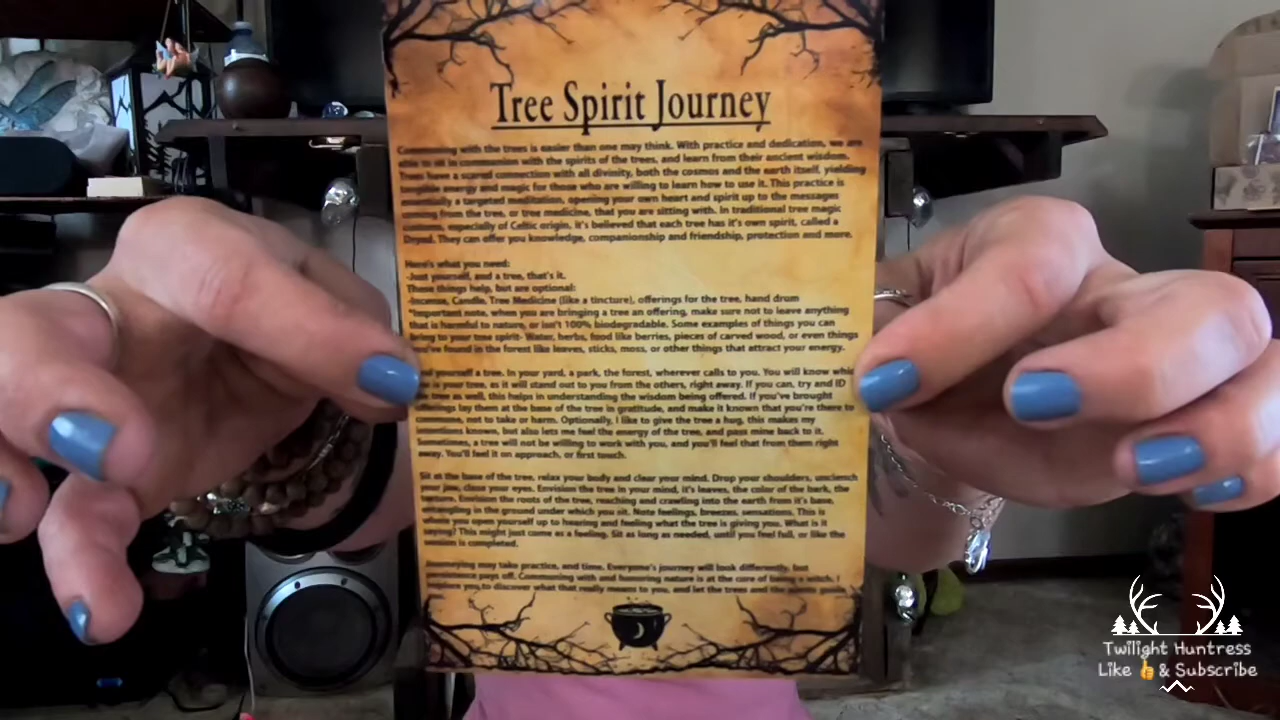 Tree Spirit Journey
Communing with the trees is easier than one may think. With practice and dedication, we are
able to sit in communion with the spirits of the trees, and learn from their ancient wisdom.
Trees have a scared connection with all divinity, both the cosmos and the earth itself, yielding
tangible energy and magic for those who are willing to learn how to use it. This practice is
essentially a targeted meditation, opening your own heart and spirit up to the messages
coming from the tree, or tree medicine, that you are sitting with. In traditional tree magic
customs, especially of Celtic origin, it's believed that each tree has it's own spirit, called a
Dryad. They can offer you knowledge, companionship and friendship, protection and more.
Here's what you need:
-Just yourself, and a tree, that's it.
These things help, but are optional:
-Incense, Candle, Tree Medicine (like a tincture), offerings for the tree, hand drum
*Important note, when you are bringing a tree an offering, make sure not to leave anything
that is harmful to nature, or isn't 100% biodegradable. Some examples of things you can
bring to your tree spirit- Water, herbs, food like berries, pieces of carved wood, or even things
you've found in the forest like leaves, sticks, moss, or other things that attract your energy.
yourself a tree. In your yard, a park, the forest, wherever calls to you. You will know which
is your tree, as it will stand out to you from the others, right away. If you can, try and ID
tree as well, this helps in understanding the wisdom being offered. If you've brought
offerings lay them at the base of the tree in gratitude, and make it known that you're there to
commune, not to take or harm. Optionally, I like to give the tree a hug, this makes my
intentions known, but also lets me feel the energy of the tree, and pass mine back to it.
Sometimes, a tree will not be willing to work with you, and you'll feel that from them right
away. You'll feel it on approach, or first touch.
Sit at the base of the tree, relax your body and clear your mind. Drop your shoulders, unclench
your jaw, close your eyes. Envision the tree in your mind, it's leaves, the color of the bark, the
texture. Envision the roots of the tree, reaching and crawling into the earth from it's base,
entangling in the ground under which you sit. Note feelings, breezes, sensations. This is
you open yourself up to hearing and feeling what the tree is giving you. What is it
saying? This might just come as a feeling. Sit as long as needed, until you feel full, or like the
session is completed.
Journeying may take practice, and time. Everyone's journey will look differently, but
pays off. Communing with and honoring nature is at the core of being a witch. I
you discover what that really means to you, and let the trees and the
Twilight Huntress
Like 👍 & Subscribe